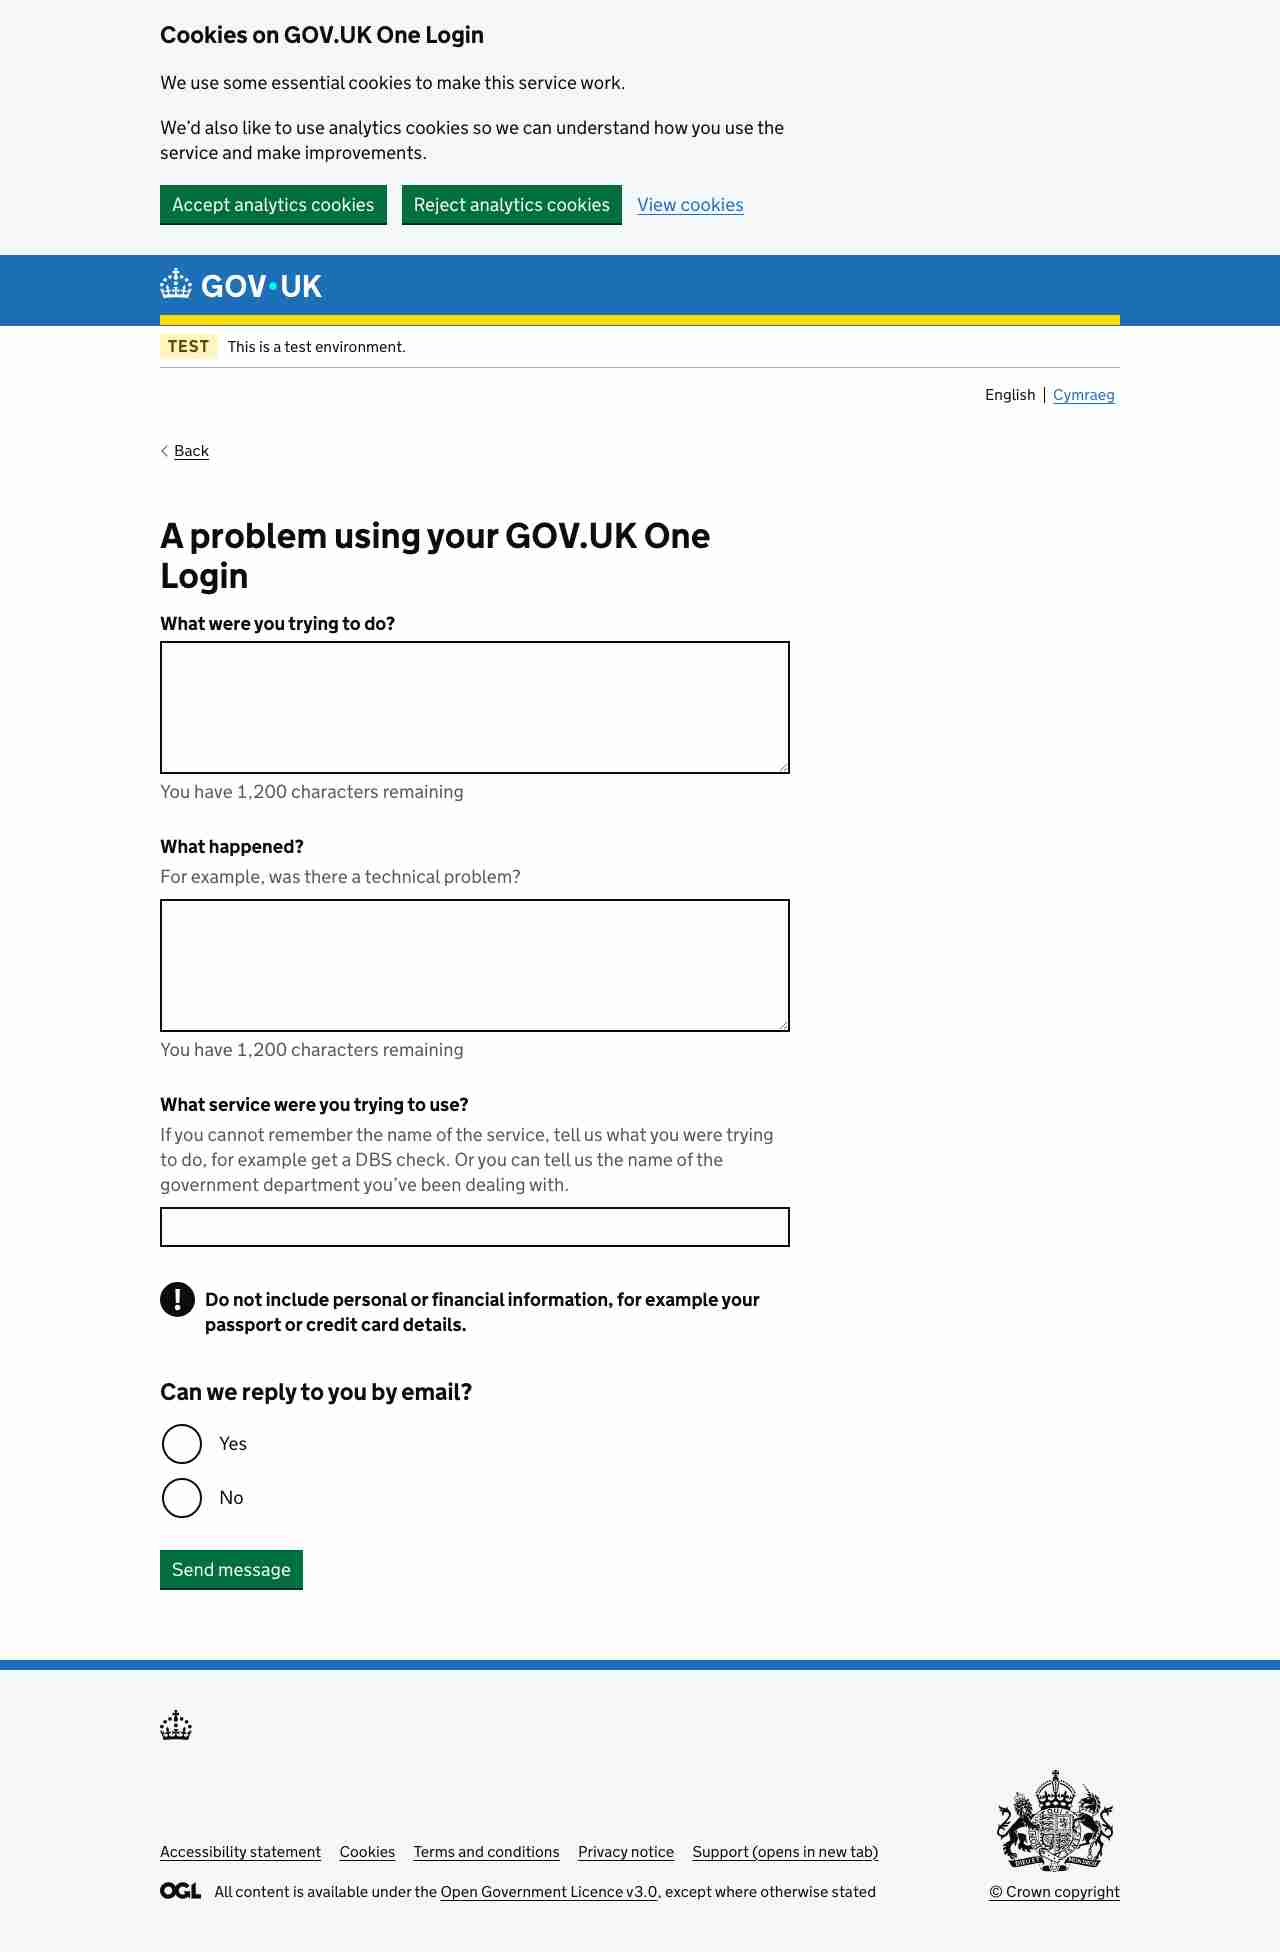 Cookies on GOV.UK One Login
We use some essential cookies to make this service work.
We’d also like to use analytics cookies so we can understand how you use the
service and make improvements.
Accept analytics cookies Reject analytics cookies View cookies
GOV·UK
TEST This is a test environment.
English Cymraeg
Back
A problem using your GOV.UK One
Login
What were you trying to do?
You have 1,200 characters remaining
What happened?
For example, was there a technical problem?
You have 1,200 characters remaining
What service were you trying to use?
If you cannot remember the name of the service, tell us what you were trying
to do, for example get a DBS check. Or you can tell us the name of the
government department you’ve been dealing with.
! Do not include personal or financial information, for example your
passport or credit card details.
Can we reply to you by email?
Yes
No
Send message
Accessibility statement Cookies Terms and conditions Privacy notice Support (opens in new tab)
OGL All content is available under the Open Government Licence v3.0, except where otherwise stated
© Crown copyright